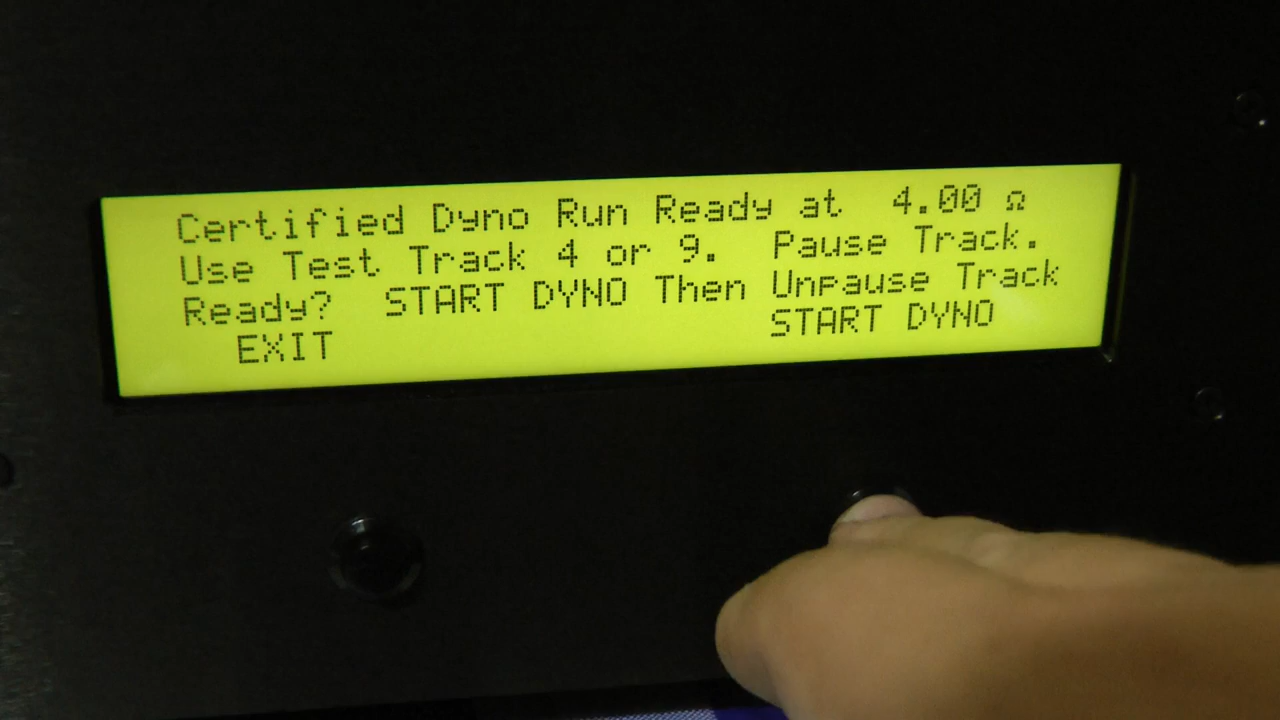 Certified Dyno Run Ready at 4.00 Ω
Use Test Track 4 or 9. Pause Track.
Ready? START DYNO Then Unpause Track
EXIT START DYNO